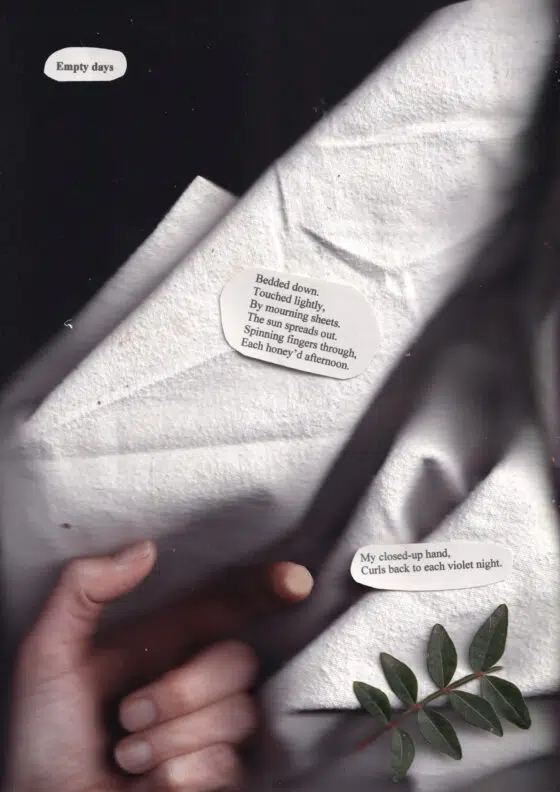 Empty days
Bedded down.
Touched lightly,
By mourning sheets.
The sun spreads out.
Spinning fingers through,
Each honey'd afternoon.
My closed-up hand,
Curls back to each violet night.